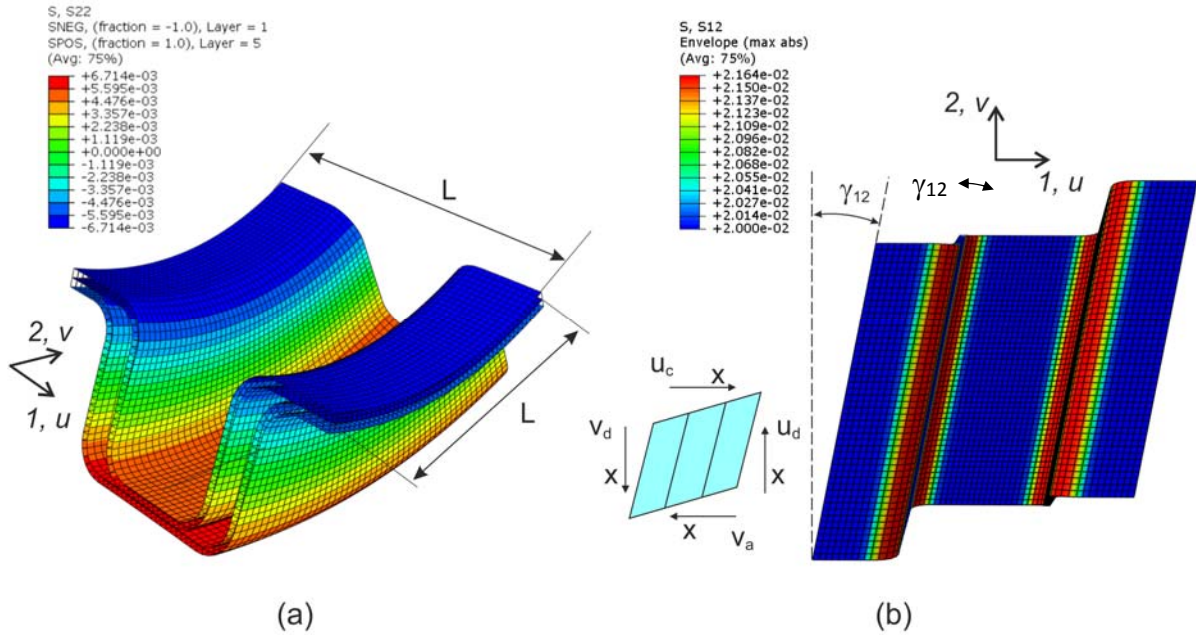 S, S22
SNEG, (fraction = -1.0), Layer = 1
SPOS, (fraction = 1.0), Layer = 5
(Avg: 75%)
+6.714e-03
+5.595e-03
+4.476e-03
+3.357e-03
+2.238e-03
+1.119e-03
+0.000e+00
-1.119e-03
-2.238e-03
-3.357e-03
-4.476e-03
-5.595e-03
-6.714e-03
L
L
2, v
1, u
(a)
S, S12
Envelope (max abs)
(Avg: 75%)
+2.164e-02
+2.150e-02
+2.137e-02
+2.123e-02
+2.109e-02
+2.096e-02
+2.082e-02
+2.068e-02
+2.055e-02
+2.041e-02
+2.027e-02
+2.014e-02
+2.000e-02
2, v
1, u
γ12
γ12
u_c
x
v_d
x
u_d
x
x
v_a
(b)